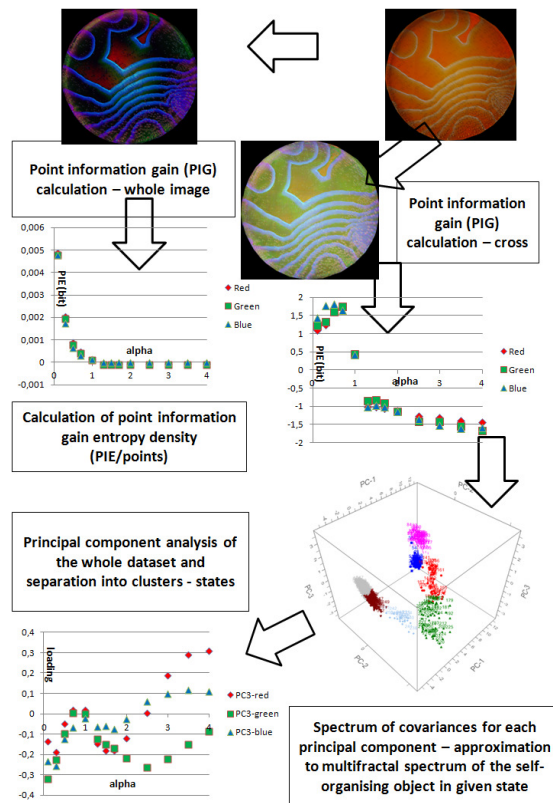 Point information gain (PIG)
calculation – whole image
Point information
gain (PIG)
calculation – cross
0,006
0,005
0,004
0,003
0,002
0,001
0
-0,001
PIE (bit)
alpha
0 1 2 3 4
Red
Green
Blue
2
1,5
1
0,5
0
-0,5
-1
-1,5
-2
PIE (bit)
alpha
0 1 2 3 4
Red
Green
Blue
Calculation of point information
gain entropy density
(PIE/points)
Principal component analysis of
the whole dataset and
separation into clusters - states
PC-1
PC-2
PC-3
PC-3
PC-2
PC-1
0,4
0,3
0,2
0,1
0
-0,1
-0,2
-0,3
-0,4
loading
alpha
0 1 2 3 4
PC3-red
PC3-green
PC3-blue
Spectrum of covariances for each
principal component – approximation
to multifractal spectrum of the self-
organising object in given state